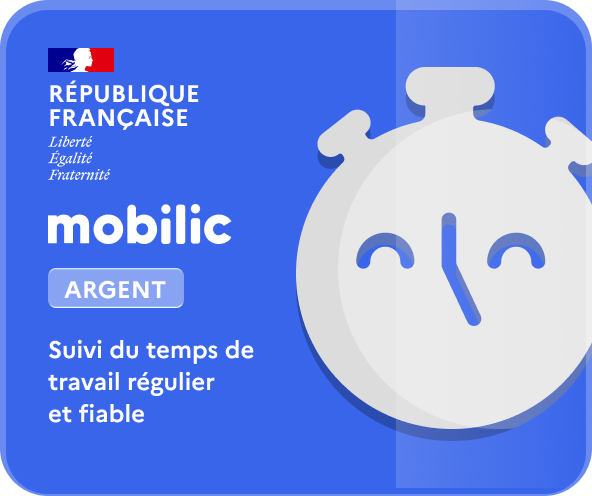 RÉPUBLIQUE
FRANÇAISE
Liberté
Égalité
Fraternité
mobilic
ARGENT
Suivi du temps de
travail régulier
et fiable